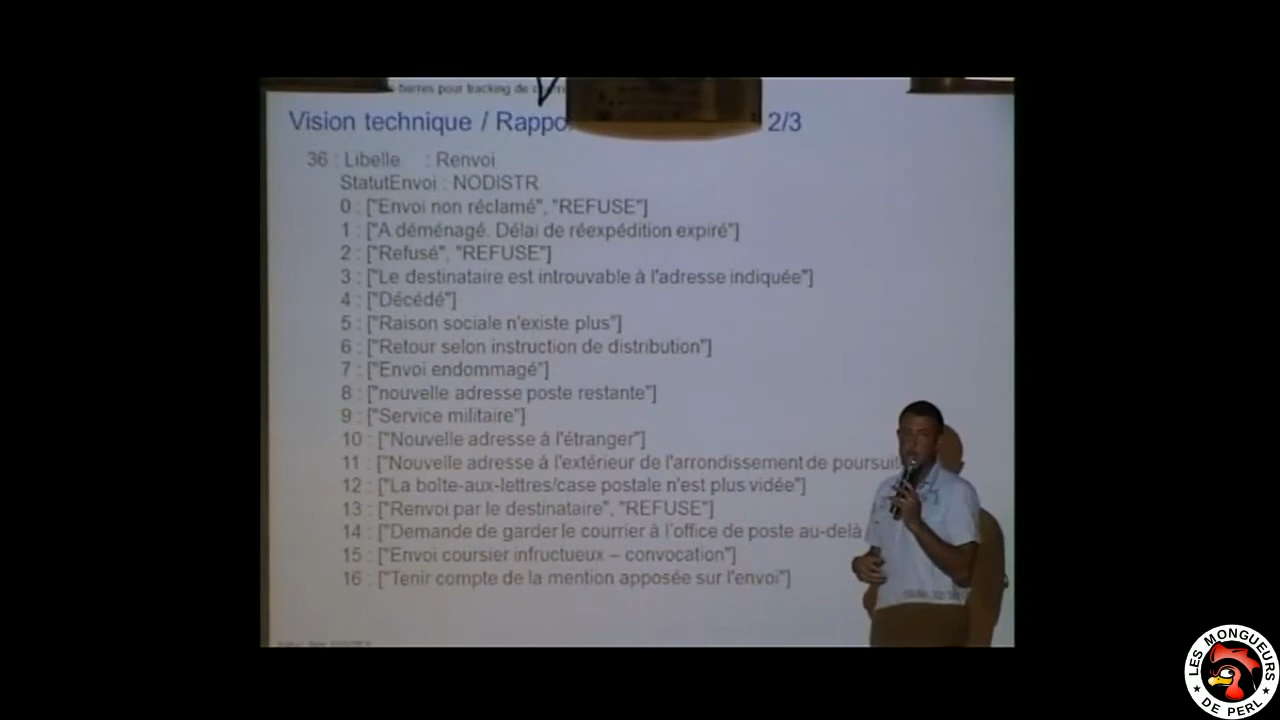 barres pour tracking de
Vision technique / Rappo 2/3
36 : Libelle : Renvoi
StatutEnvoi : NODISTR
0 : ["Envoi non réclamé", "REFUSE"]
1 : ["A déménagé. Délai de réexpédition expiré"]
2 : ["Refusé", "REFUSE"]
3 : ["Le destinataire est introuvable à l'adresse indiquée"]
4 : ["Décédé"]
5 : ["Raison sociale n'existe plus"]
6 : ["Retour selon instruction de distribution"]
7 : ["Envoi endommagé"]
8 : ["nouvelle adresse poste restante"]
9 : ["Service militaire"]
10 : ["Nouvelle adresse à l'étranger"]
11 : ["Nouvelle adresse à l'extérieur de l'arrondissement de poursuit
12 : ["La boîte-aux-lettres/case postale n'est plus vidée"]
13 : ["Renvoi par le destinataire", "REFUSE"]
14 : ["Demande de garder le courrier à l'office de poste au-delà
15 : ["Envoi coursier infructueux – convocation"]
16 : ["Tenir compte de la mention apposée sur l'envoi"]
LES MONGUEURS
★ DE PERL ★